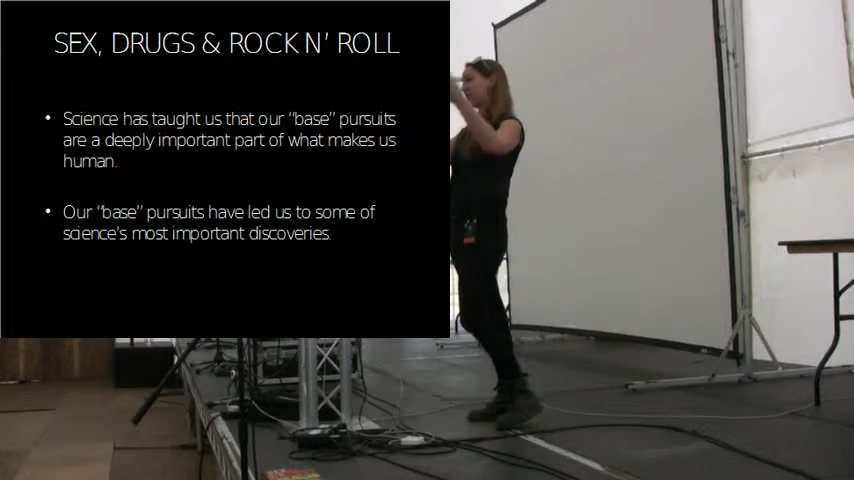 SEX, DRUGS & ROCK N' ROLL
• Science has taught us that our "base" pursuits
are a deeply important part of what makes us
human.
• Our "base" pursuits have led us to some of
science's most important discoveries.